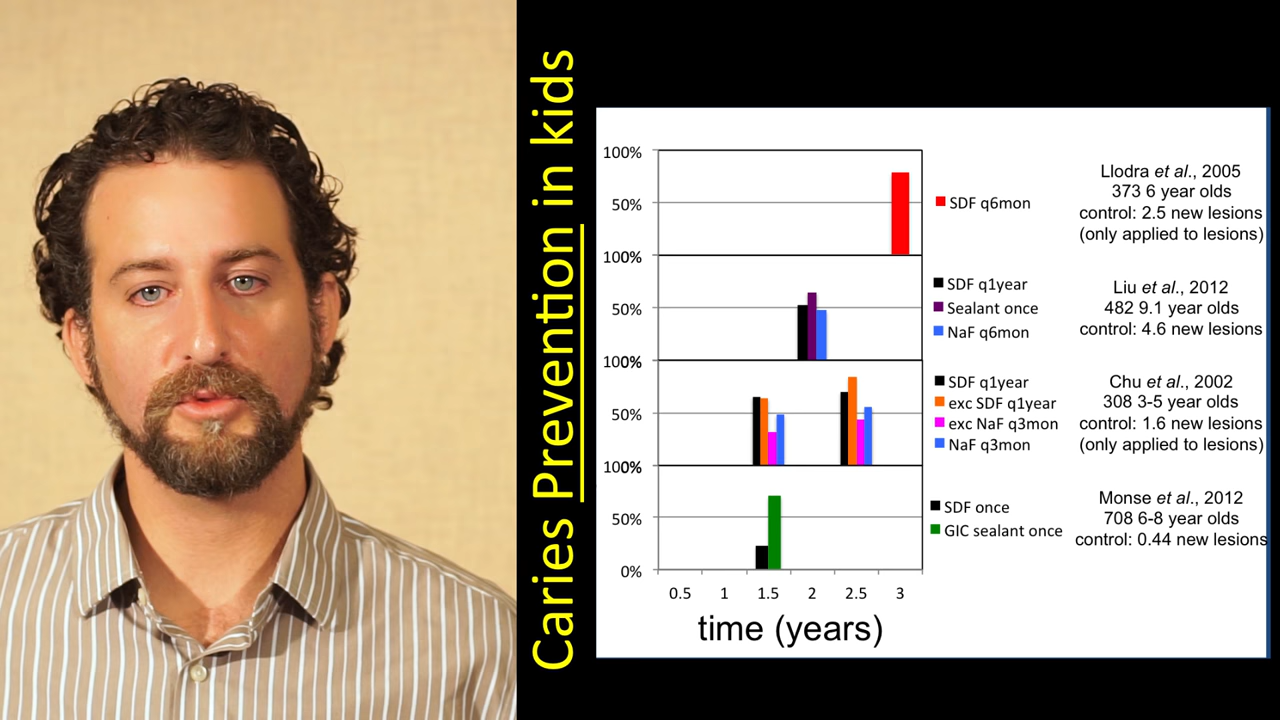 Caries Prevention in kids
100%
50%
100%
SDF q6mon
Llodra et al., 2005
373 6 year olds
control: 2.5 new lesions
(only applied to lesions)
50%
100%
SDF q1year
Sealant once
NaF q6mon
Liu et al., 2012
482 9.1 year olds
control: 4.6 new lesions
50%
100%
SDF q1year
exc SDF q1year
exc NaF q3mon
NaF q3mon
Chu et al., 2002
308 3-5 year olds
control: 1.6 new lesions
(only applied to lesions)
50%
0%
SDF once
GIC sealant once
Monse et al., 2012
708 6-8 year olds
control: 0.44 new lesions
0.5 1 1.5 2 2.5 3
time (years)